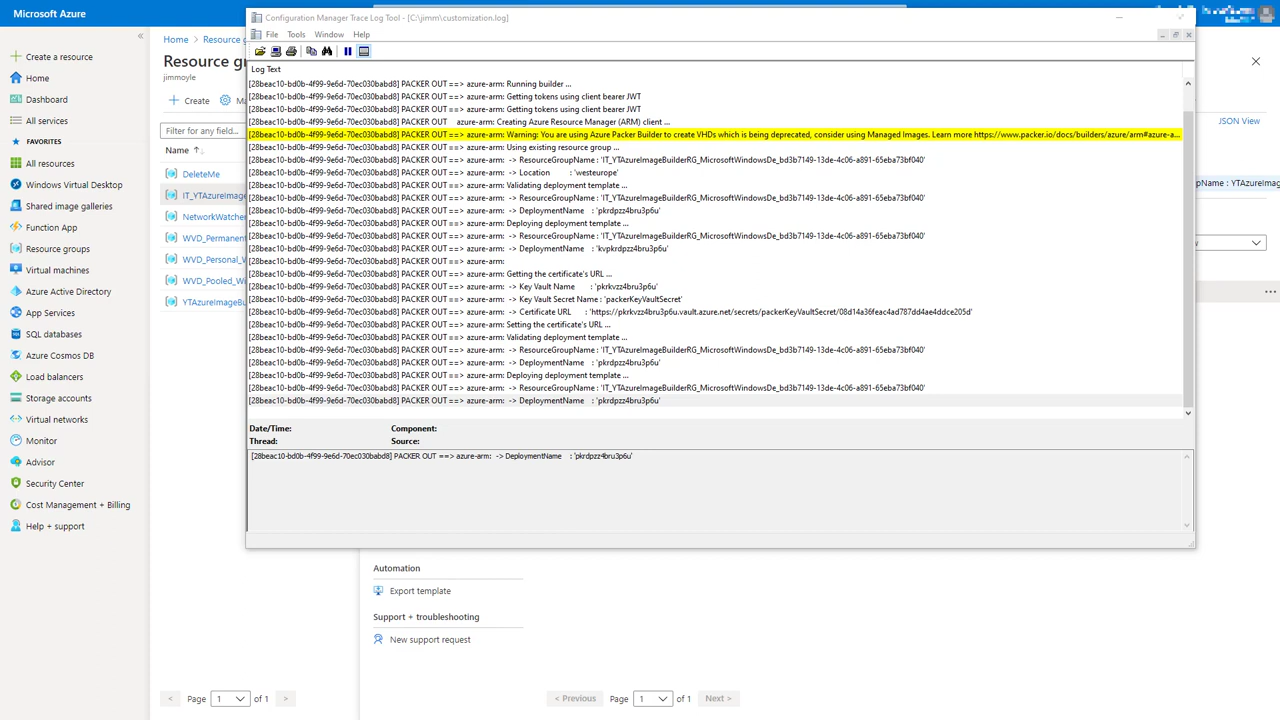 Microsoft Azure
Configuration Manager Trace Log Tool - [C:\jimm\customization.log]
File Tools Window Help
Log Text
[28beac10-bd0b-4f99-9e6d-70ec030babd8] PACKER OUT ==> azure-arm: Running builder ...
[28beac10-bd0b-4f99-9e6d-70ec030babd8] PACKER OUT ==> azure-arm: Getting tokens using client bearer JWT
[28beac10-bd0b-4f99-9e6d-70ec030babd8] PACKER OUT ==> azure-arm: Getting tokens using client bearer JWT
[28beac10-bd0b-4f99-9e6d-70ec030babd8] PACKER OUT azure-arm: Creating Azure Resource Manager (ARM) client ...
[28beac10-bd0b-4f99-9e6d-70ec030babd8] PACKER OUT ==> azure-arm: Warning: You are using Azure Packer Builder to create VHDs which is being deprecated, consider using Managed Images. Learn more https://www.packer.io/docs/builders/azure/arm#azure-a...
[28beac10-bd0b-4f99-9e6d-70ec030babd8] PACKER OUT ==> azure-arm: Using existing resource group ...
[28beac10-bd0b-4f99-9e6d-70ec030babd8] PACKER OUT ==> azure-arm: -> ResourceGroupName : 'IT_YTAzureImageBuilderRG_MicrosoftWindowsDe_bd3b7149-13de-4c06-a891-65eba73bf040'
[28beac10-bd0b-4f99-9e6d-70ec030babd8] PACKER OUT ==> azure-arm: -> Location : 'westeurope'
[28beac10-bd0b-4f99-9e6d-70ec030babd8] PACKER OUT ==> azure-arm: Validating deployment template ...
[28beac10-bd0b-4f99-9e6d-70ec030babd8] PACKER OUT ==> azure-arm: -> ResourceGroupName : 'IT_YTAzureImageBuilderRG_MicrosoftWindowsDe_bd3b7149-13de-4c06-a891-65eba73bf040'
[28beac10-bd0b-4f99-9e6d-70ec030babd8] PACKER OUT ==> azure-arm: -> DeploymentName : 'pkrdpzz4bru3p6u'
[28beac10-bd0b-4f99-9e6d-70ec030babd8] PACKER OUT ==> azure-arm: Deploying deployment template ...
[28beac10-bd0b-4f99-9e6d-70ec030babd8] PACKER OUT ==> azure-arm: -> ResourceGroupName : 'IT_YTAzureImageBuilderRG_MicrosoftWindowsDe_bd3b7149-13de-4c06-a891-65eba73bf040'
[28beac10-bd0b-4f99-9e6d-70ec030babd8] PACKER OUT ==> azure-arm: -> DeploymentName : 'kvpkrdpzz4bru3p6u'
[28beac10-bd0b-4f99-9e6d-70ec030babd8] PACKER OUT ==> azure-arm:
[28beac10-bd0b-4f99-9e6d-70ec030babd8] PACKER OUT ==> azure-arm: Getting the certificate's URL ...
[28beac10-bd0b-4f99-9e6d-70ec030babd8] PACKER OUT ==> azure-arm: -> Key Vault Name : 'pkrkvzz4bru3p6u'
[28beac10-bd0b-4f99-9e6d-70ec030babd8] PACKER OUT ==> azure-arm: -> Key Vault Secret Name : 'packerKeyVaultSecret'
[28beac10-bd0b-4f99-9e6d-70ec030babd8] PACKER OUT ==> azure-arm: -> Certificate URL : 'https://pkrkvzz4bru3p6u.vault.azure.net/secrets/packerKeyVaultSecret/08d14a36feac4ad787dd4ae4ddce205d'
[28beac10-bd0b-4f99-9e6d-70ec030babd8] PACKER OUT ==> azure-arm: Setting the certificate's URL ...
[28beac10-bd0b-4f99-9e6d-70ec030babd8] PACKER OUT ==> azure-arm: Validating deployment template ...
[28beac10-bd0b-4f99-9e6d-70ec030babd8] PACKER OUT ==> azure-arm: -> ResourceGroupName : 'IT_YTAzureImageBuilderRG_MicrosoftWindowsDe_bd3b7149-13de-4c06-a891-65eba73bf040'
[28beac10-bd0b-4f99-9e6d-70ec030babd8] PACKER OUT ==> azure-arm: -> DeploymentName : 'pkrdpzz4bru3p6u'
[28beac10-bd0b-4f99-9e6d-70ec030babd8] PACKER OUT ==> azure-arm: Deploying deployment template ...
[28beac10-bd0b-4f99-9e6d-70ec030babd8] PACKER OUT ==> azure-arm: -> ResourceGroupName : 'IT_YTAzureImageBuilderRG_MicrosoftWindowsDe_bd3b7149-13de-4c06-a891-65eba73bf040'
[28beac10-bd0b-4f99-9e6d-70ec030babd8] PACKER OUT ==> azure-arm: -> DeploymentName : 'pkrdpzz4bru3p6u'
Date/Time: Component:
Thread: Source:
[28beac10-bd0b-4f99-9e6d-70ec030babd8] PACKER OUT ==> azure-arm: -> DeploymentName : 'pkrdpzz4bru3p6u'
Create a resource
Home
Dashboard
All services
FAVORITES
All resources
Windows Virtual Desktop
Shared image galleries
Function App
Resource groups
Virtual machines
Azure Active Directory
App Services
SQL databases
Azure Cosmos DB
Load balancers
Storage accounts
Virtual networks
Monitor
Advisor
Security Center
Cost Management + Billing
Help + support
Home > Resource g
Resource gr
jimmoyle
Create Ma
Filter for any field...
Name
DeleteMe
IT_YTAzureImage
NetworkWatcher
WVD_Permanent
WVD_Personal_W
WVD_Pooled_Wi
YTAzureImageBu
< Page 1 of 1 >
Automation
Export template
Support + troubleshooting
New support request
< Previous Page 1 of 1 Next >
JSON View
pName : YTAzureImag